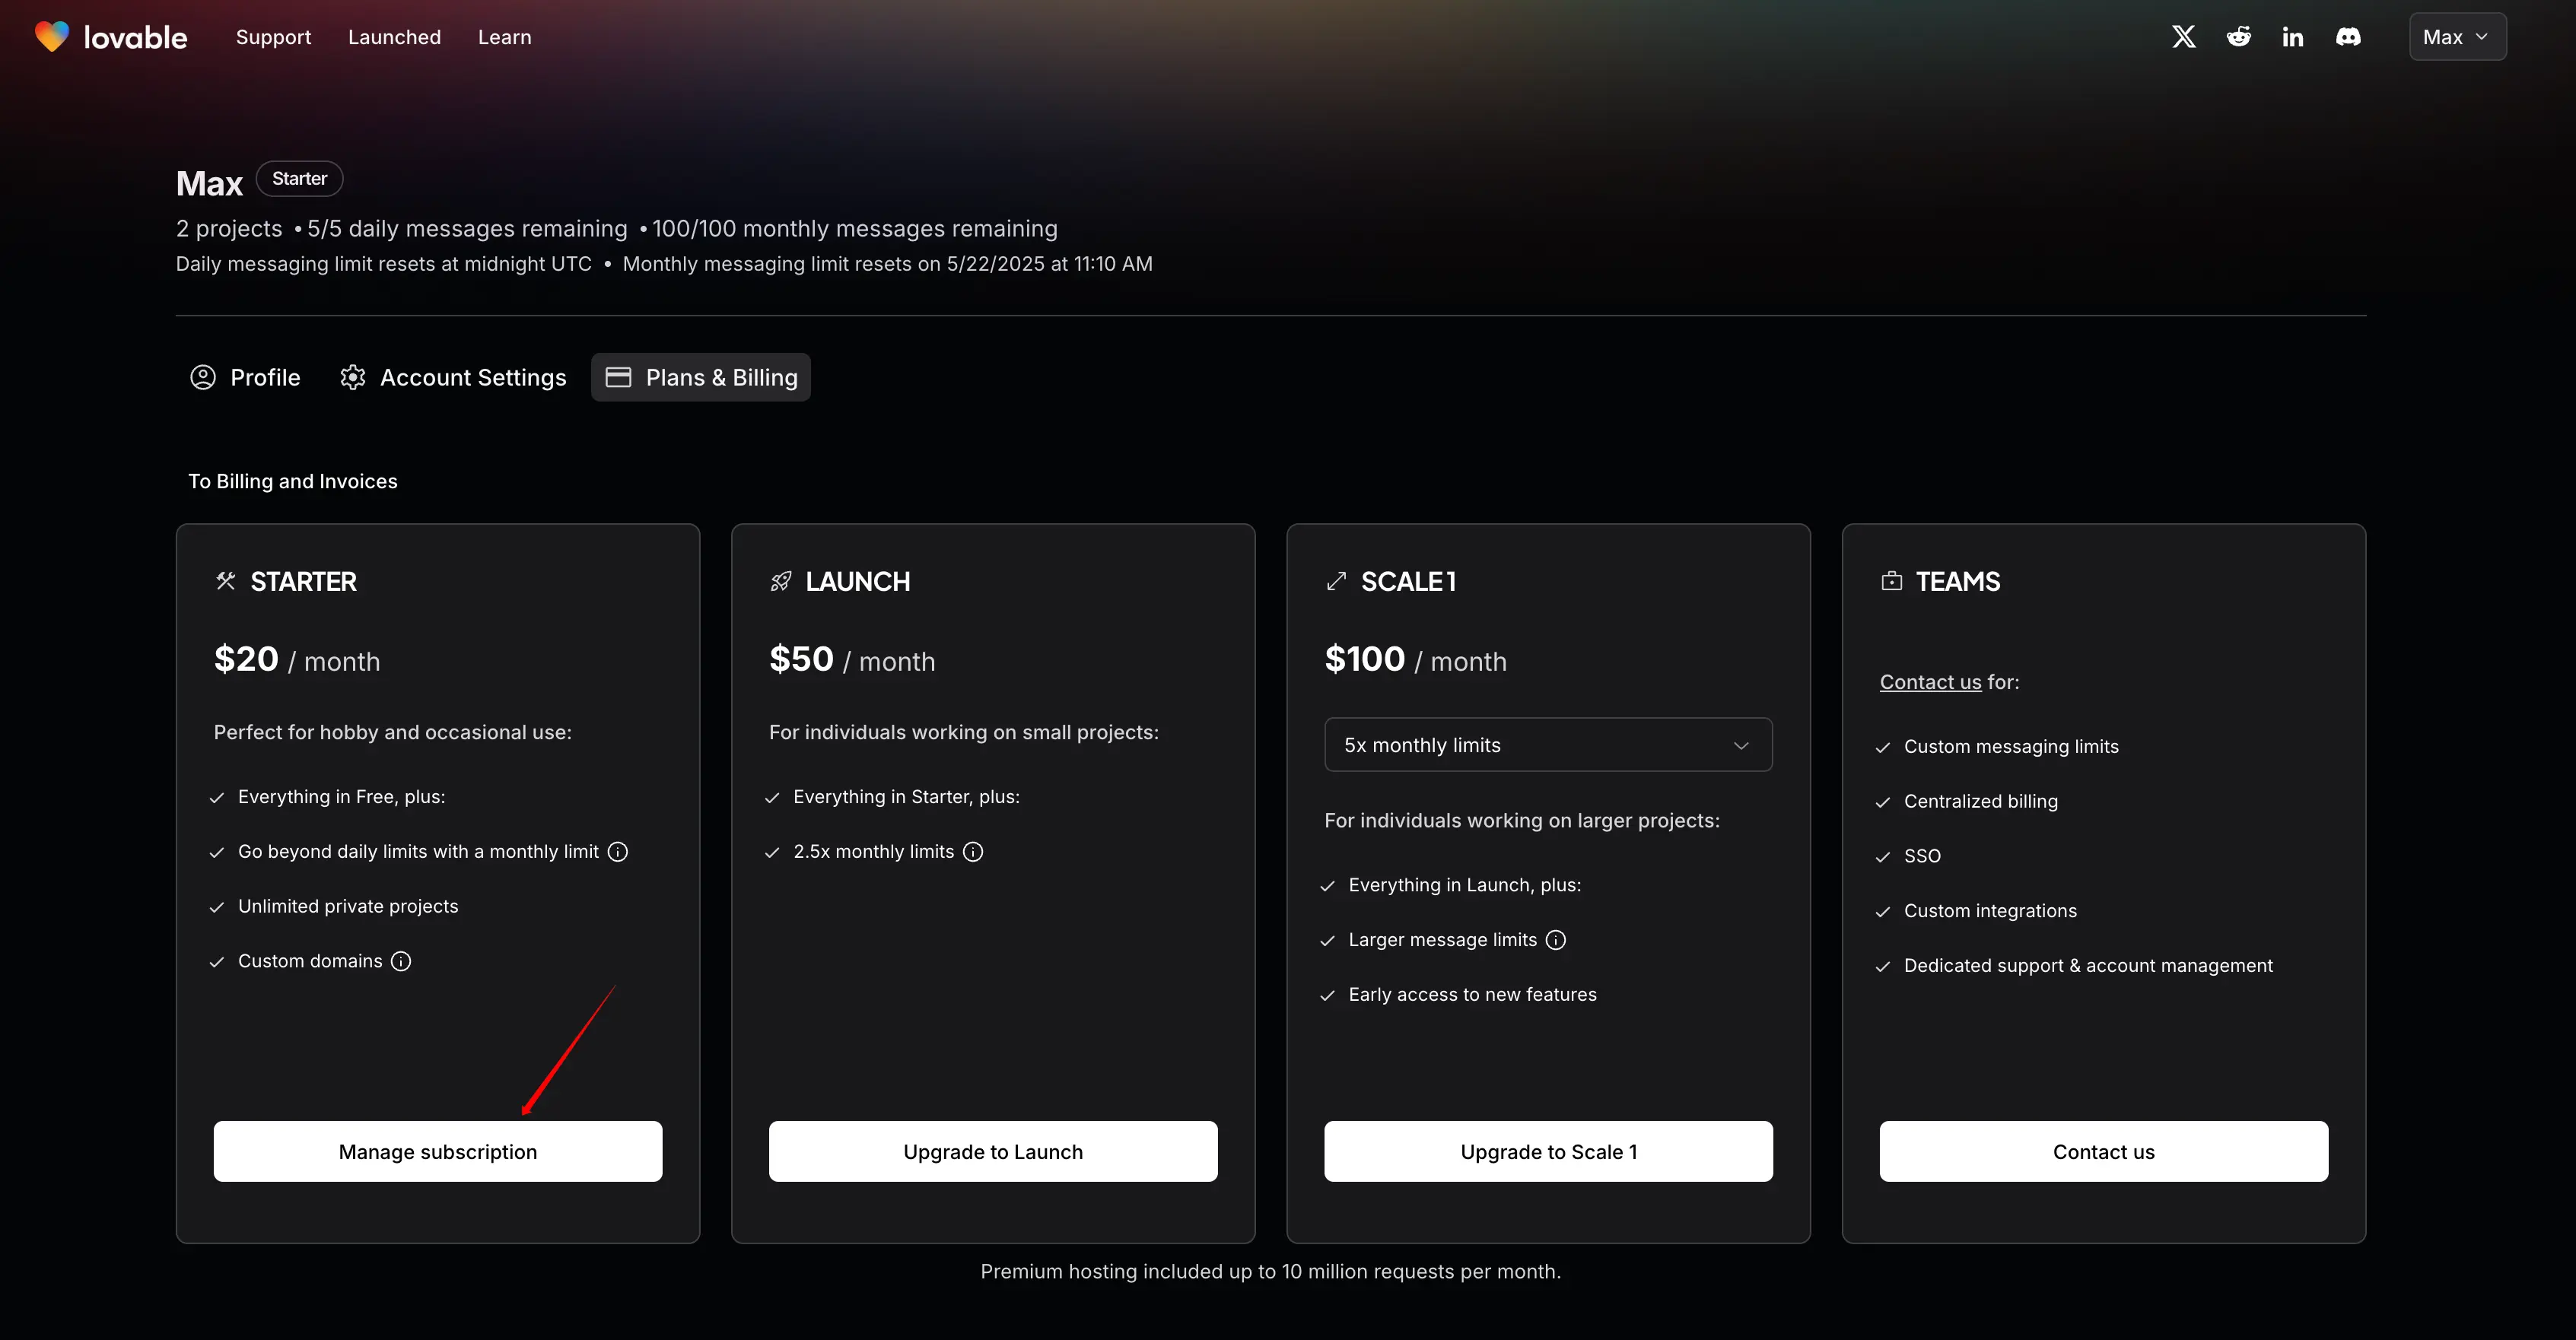 lovable Support Launched Learn Max
Max Starter
2 projects • 5/5 daily messages remaining • 100/100 monthly messages remaining
Daily messaging limit resets at midnight UTC • Monthly messaging limit resets on 5/22/2025 at 11:10 AM
Profile Account Settings Plans & Billing
To Billing and Invoices
STARTER
$20 / month
Perfect for hobby and occasional use:
Everything in Free, plus:
Go beyond daily limits with a monthly limit
Unlimited private projects
Custom domains
Manage subscription
LAUNCH
$50 / month
For individuals working on small projects:
Everything in Starter, plus:
2.5x monthly limits
Upgrade to Launch
SCALE 1
$100 / month
5x monthly limits
For individuals working on larger projects:
Everything in Launch, plus:
Larger message limits
Early access to new features
Upgrade to Scale 1
TEAMS
Contact us for:
Custom messaging limits
Centralized billing
SSO
Custom integrations
Dedicated support & account management
Contact us
Premium hosting included up to 10 million requests per month.